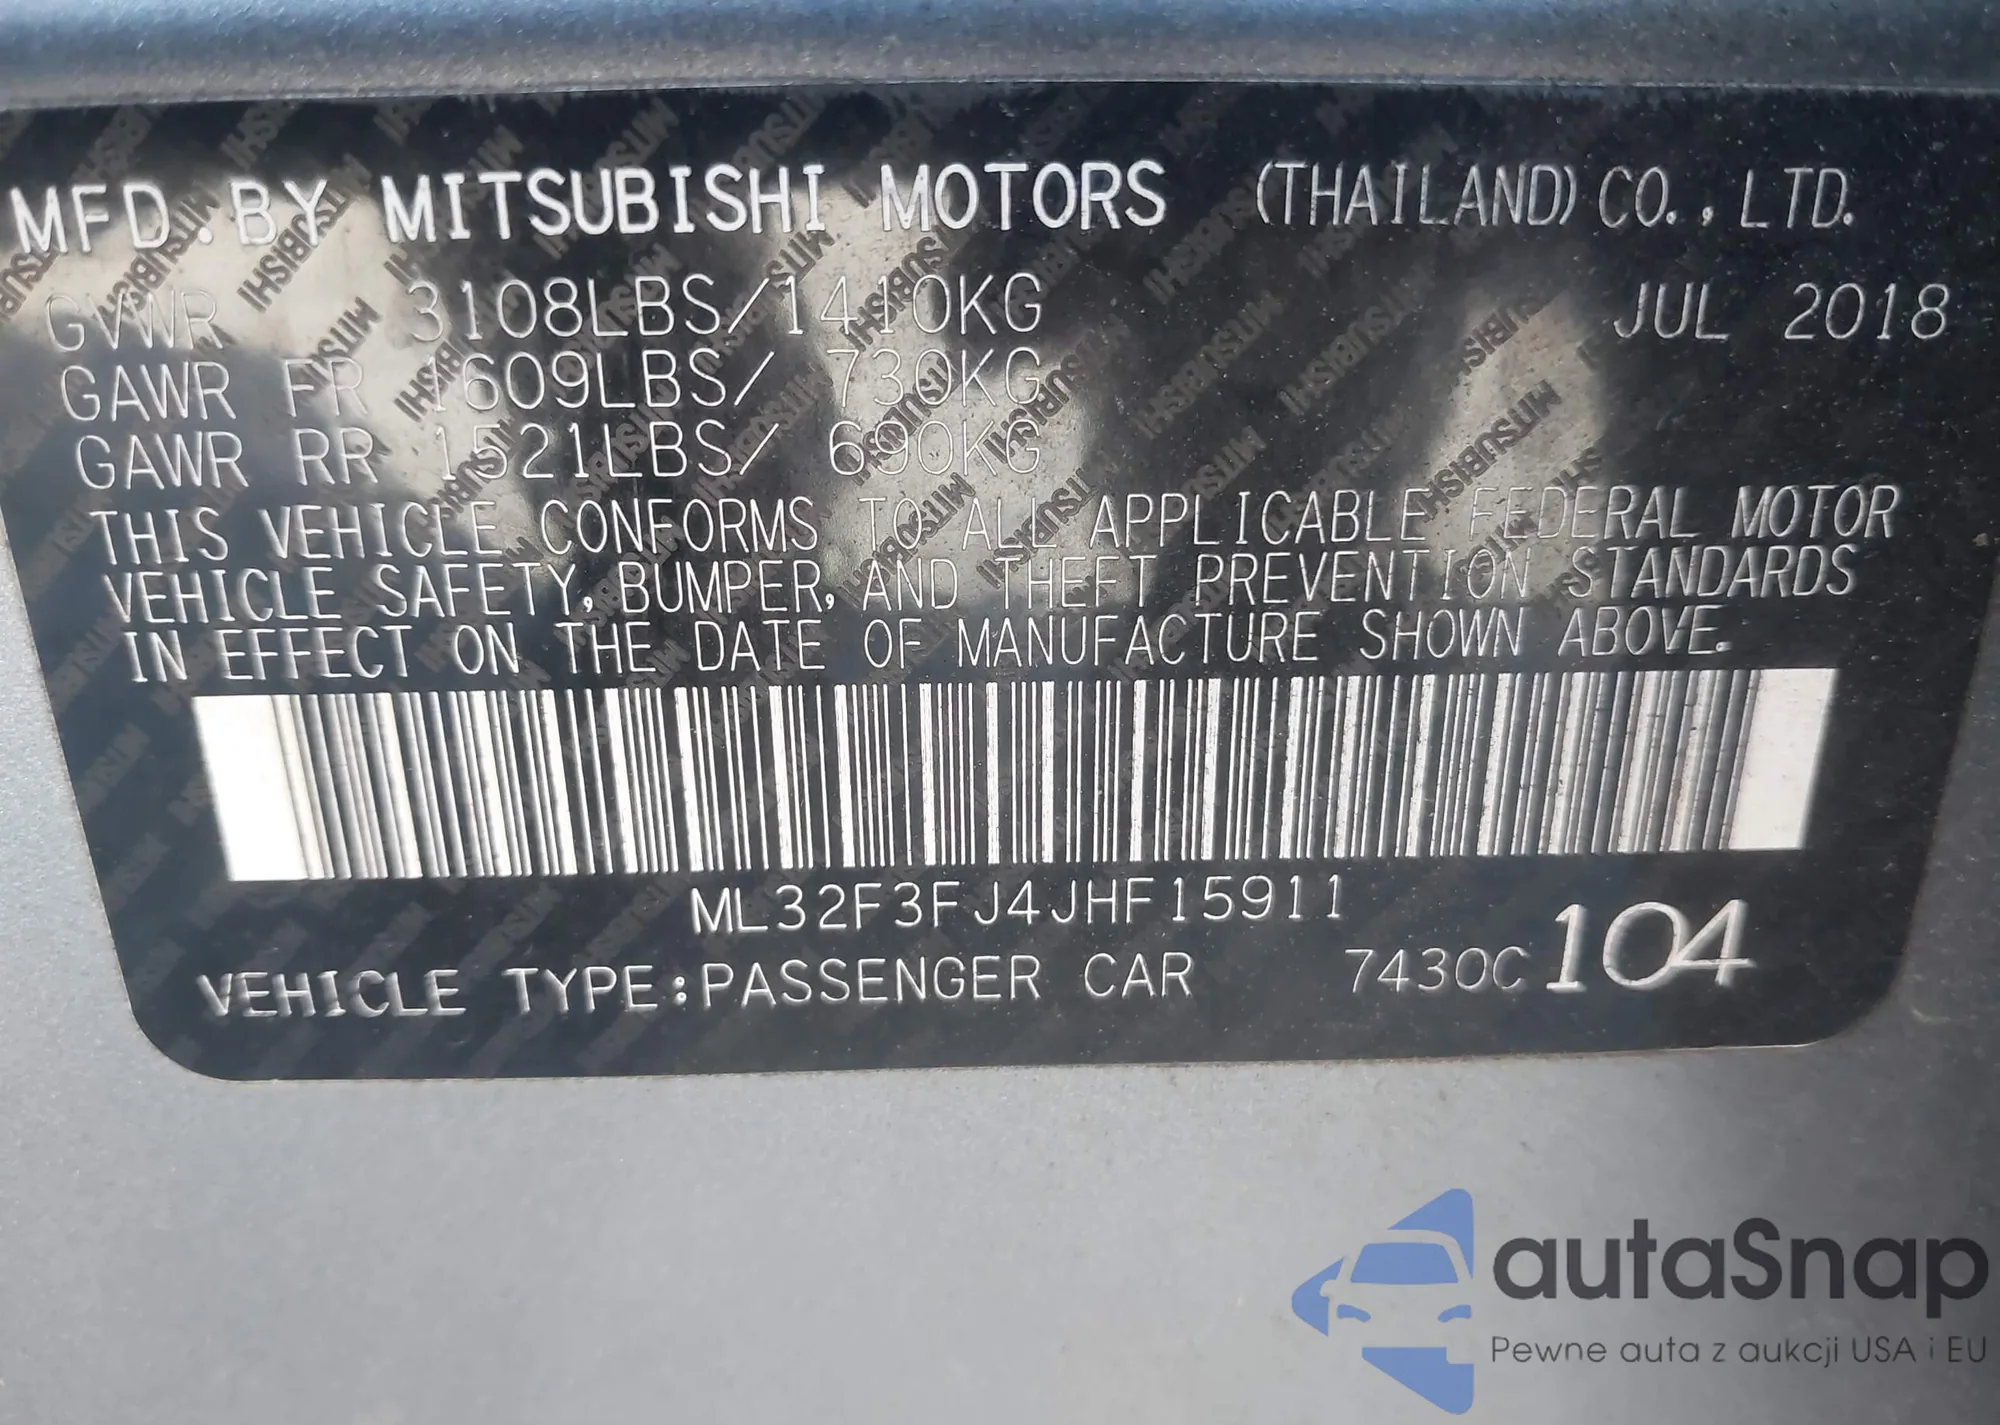 MFD.BY MITSUBISHI MOTORS (THAILAND) CO., LTD.
GVWR 3108LBS/1410KG JUL 2018
GAWR FR 1609LBS/ 730KG
GAWR RR 1521LBS/ 690KG
THIS VEHICLE CONFORMS TO ALL APPLICABLE FEDERAL MOTOR
VEHICLE SAFETY, BUMPER, AND THEFT PREVENTION STANDARDS
IN EFFECT ON THE DATE OF MANUFACTURE SHOWN ABOVE.
ML32F3FJ4JHF15911
VEHICLE TYPE:PASSENGER CAR 7430C 104
autaSnap
Pewne auta z aukcji USA i EU